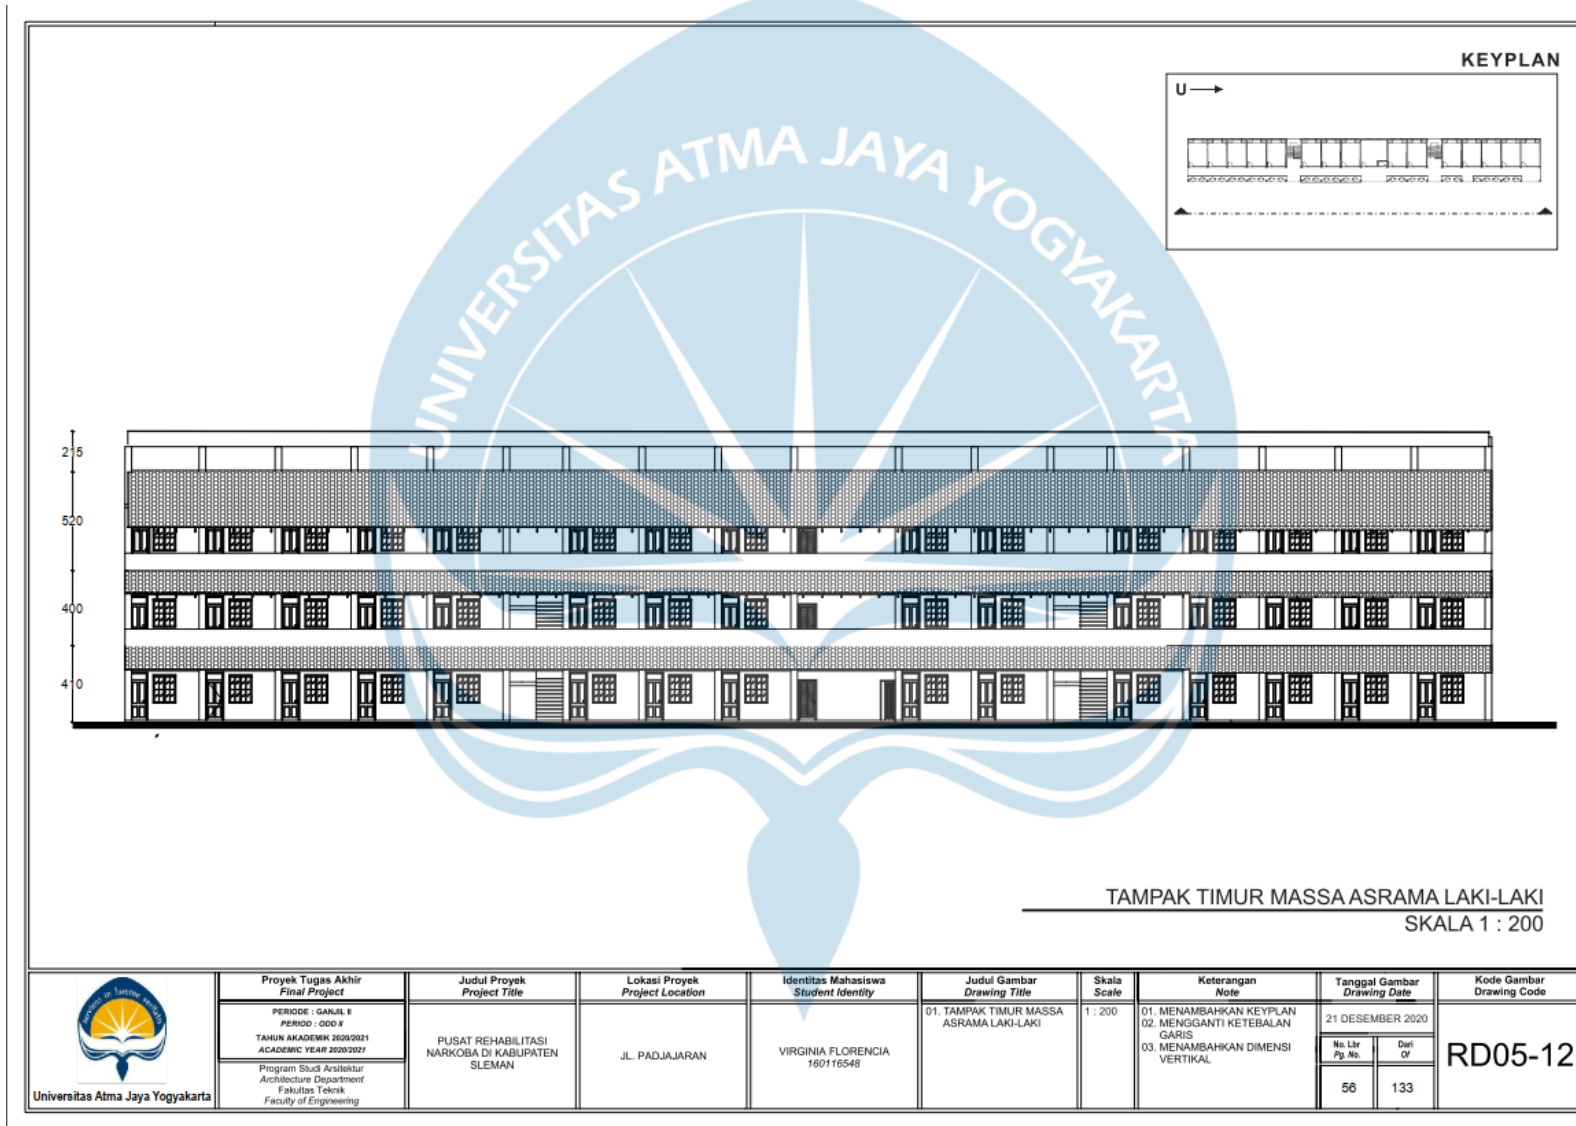 KEYPLAN
U
UNIVERSITAS ATMA JAYA YOGYAKARTA
215
520
400
410
TAMPAK TIMUR MASSA ASRAMA LAKI-LAKI
SKALA 1 : 200
serviens in lumine veritatis
Universitas Atma Jaya Yogyakarta
Proyek Tugas Akhir
Final Project
PERIODE : GANJIL II
PERIOD : ODD II
TAHUN AKADEMIK 2020/2021
ACADEMIC YEAR 2020/2021
Program Studi Arsitektur
Architecture Department
Fakultas Teknik
Faculty of Engineering
Judul Proyek
Project Title
PUSAT REHABILITASI
NARKOBA DI KABUPATEN
SLEMAN
Lokasi Proyek
Project Location
JL. PADJAJARAN
Identitas Mahasiswa
Student Identity
VIRGINIA FLORENCIA
160116548
Judul Gambar
Drawing Title
01. TAMPAK TIMUR MASSA
ASRAMA LAKI-LAKI
Skala
Scale
1 : 200
Keterangan
Note
01. MENAMBAHKAN KEYPLAN
02. MENGGANTI KETEBALAN
GARIS
03. MENAMBAHKAN DIMENSI
VERTIKAL
Tanggal Gambar
Drawing Date
21 DESEMBER 2020
No. Lbr
Pg. No.
Dari
Of
56
133
Kode Gambar
Drawing Code
RD05-12